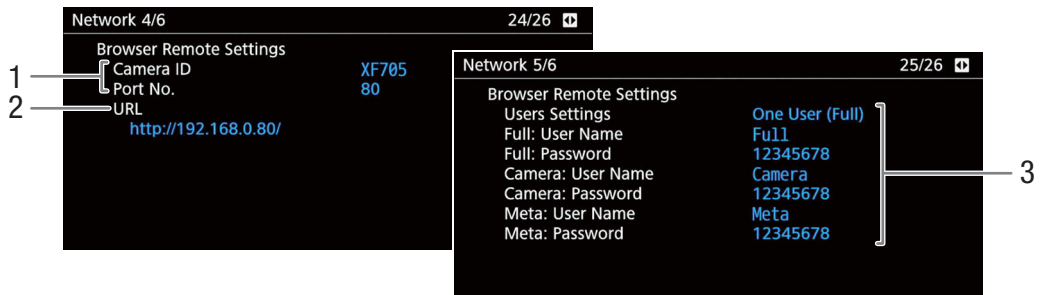 Network 4/6 24/26
Browser Remote Settings
1 Camera ID XF705
Port No. 80
2 URL
http://192.168.0.80/
Network 5/6 25/26
Browser Remote Settings
Users Settings One User (Full)
Full: User Name Full
Full: Password 12345678
Camera: User Name Camera
Camera: Password 12345678
Meta: User Name Meta
Meta: Password 12345678
3